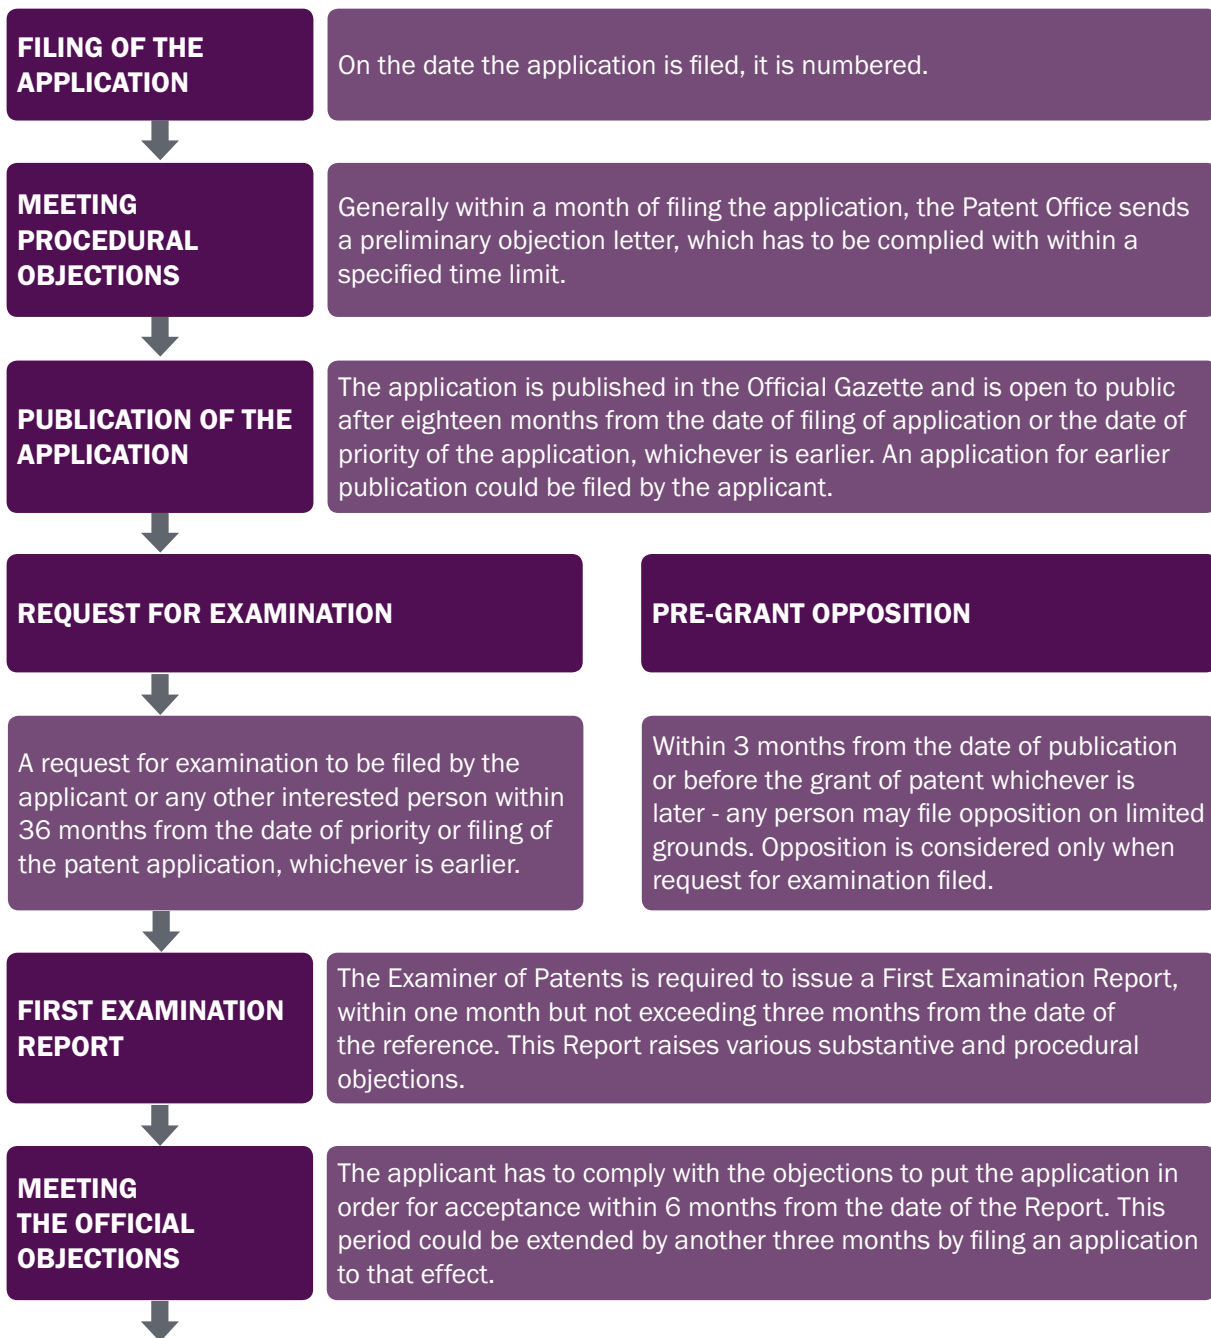 FILING OF THE
APPLICATION
On the date the application is filed, it is numbered.
MEETING
PROCEDURAL
OBJECTIONS
Generally within a month of filing the application, the Patent Office sends
a preliminary objection letter, which has to be complied with within a
specified time limit.
PUBLICATION OF THE
APPLICATION
The application is published in the Official Gazette and is open to public
after eighteen months from the date of filing of application or the date of
priority of the application, whichever is earlier. An application for earlier
publication could be filed by the applicant.
REQUEST FOR EXAMINATION
A request for examination to be filed by the
applicant or any other interested person within
36 months from the date of priority or filing of
the patent application, whichever is earlier.
PRE-GRANT OPPOSITION
Within 3 months from the date of publication
or before the grant of patent whichever is
later - any person may file opposition on limited
grounds. Opposition is considered only when
request for examination filed.
FIRST EXAMINATION
REPORT
The Examiner of Patents is required to issue a First Examination Report,
within one month but not exceeding three months from the date of
the reference. This Report raises various substantive and procedural
objections.
MEETING
THE OFFICIAL
OBJECTIONS
The applicant has to comply with the objections to put the application in
order for acceptance within 6 months from the date of the Report. This
period could be extended by another three months by filing an application
to that effect.